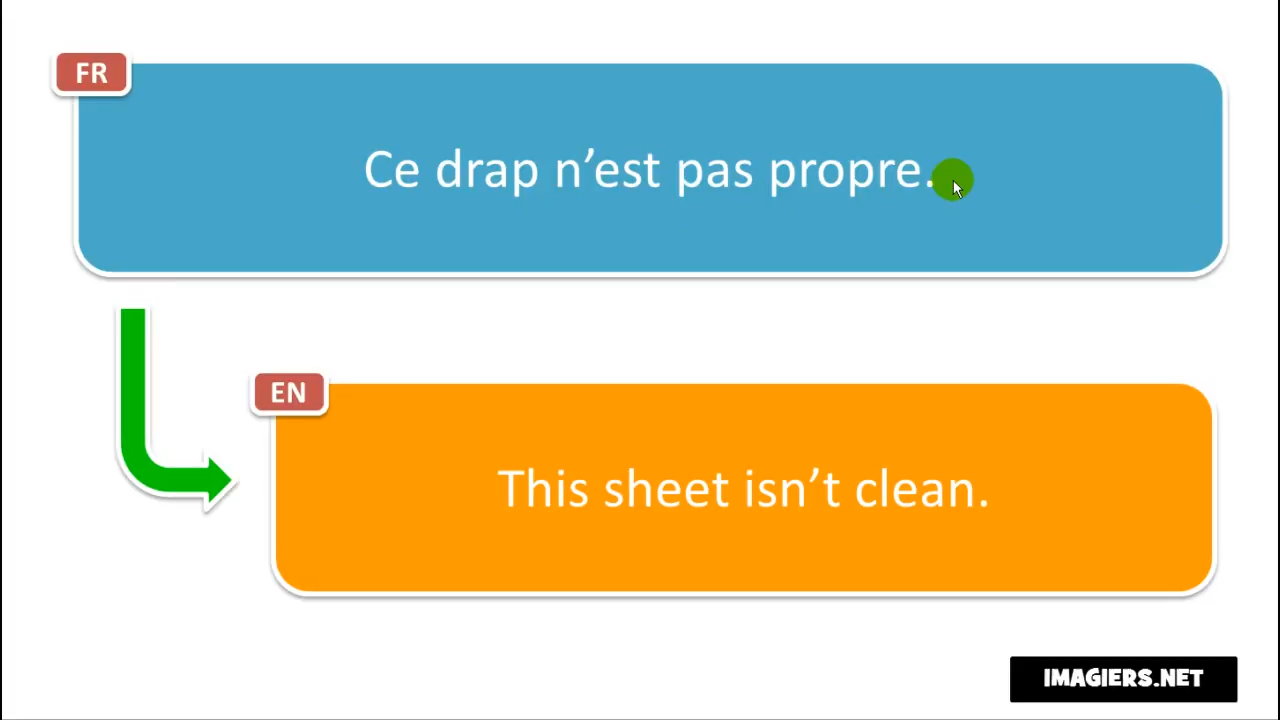 FR
Ce drap n’est pas propre.
EN
This sheet isn’t clean.
IMAGIERS.NET